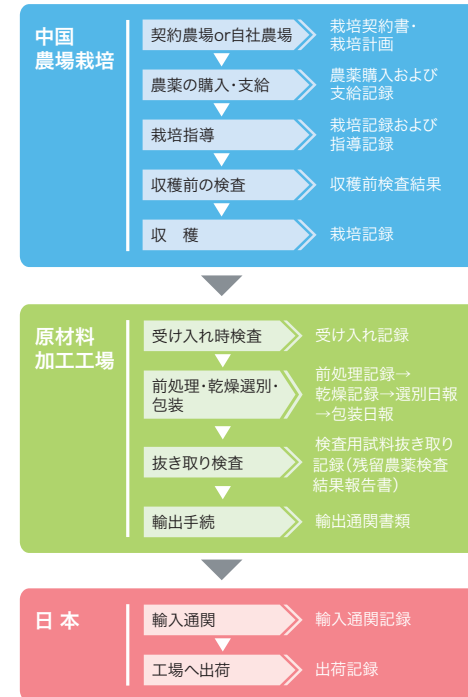 中国
農場栽培
契約農場or自社農場
栽培契約書・
栽培計画
農薬の購入・支給
農薬購入および
支給記録
栽培指導
栽培記録および
指導記録
収穫前の検査
収穫前検査結果
収　穫
栽培記録
原材料
加工工場
受け入れ時検査
受け入れ記録
前処理・乾燥選別・
包装
前処理記録→
乾燥記録→選別日報
→包装日報
抜き取り検査
検査用試料抜き取り
記録（残留農薬検査
結果報告書）
輸出手続
輸出通関書類
日 本
輸入通関
輸入通関記録
工場へ出荷
出荷記録